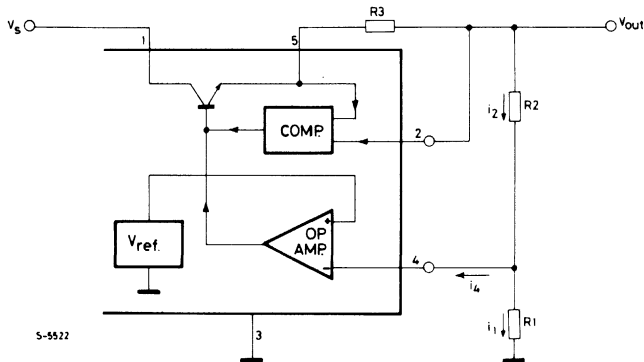 Vs
1
5
R3
Vout
COMP.
2
i2
R2
Vref.
+
OP
AMP.
-
4
i4
i1
R1
3
S-5522